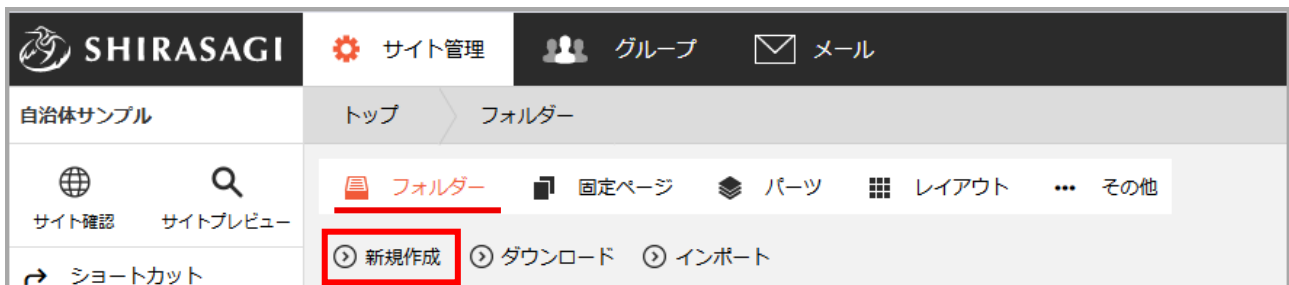 SHIRASAGI サイト管理 グループ メール
自治体サンプル トップ フォルダー
フォルダー 固定ページ パーツ レイアウト ••• その他
サイト確認 サイトプレビュー
新規作成 ダウンロード インポート
ショートカット